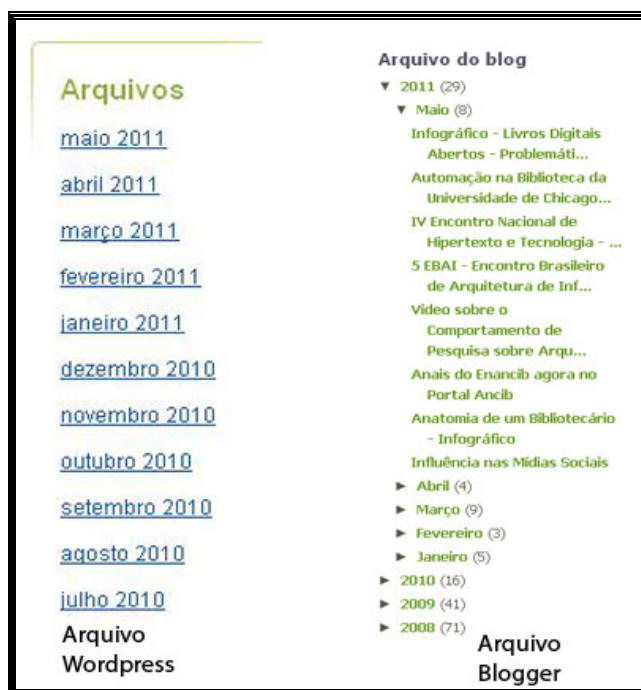 Arquivos
maio 2011
abril 2011
março 2011
fevereiro 2011
janeiro 2011
dezembro 2010
novembro 2010
outubro 2010
setembro 2010
agosto 2010
julho 2010
Arquivo
Wordpress
Arquivo do blog
▼ 2011 (29)
▼ Maio (8)
Infográfico - Livros Digitais
Abertos - Problemáti...
Automação na Biblioteca da
Universidade de Chicago...
IV Encontro Nacional de
Hipertexto e Tecnologia - ...
5 EBAI - Encontro Brasileiro
de Arquitetura de Inf...
Video sobre o
Comportamento de
Pesquisa sobre Arqu...
Anais do Enancib agora no
Portal Ancib
Anatomia de um Bibliotecário
- Infográfico
Influência nas Mídias Sociais
► Abril (4)
► Março (9)
► Fevereiro (3)
► Janeiro (5)
► 2010 (16)
► 2009 (41)
► 2008 (71)
Arquivo
Blogger